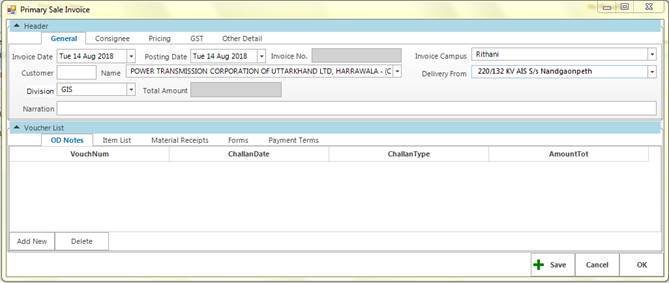 Primary Sale Invoice
Header
General Consignee Pricing GST Other Detail
Invoice Date Tue 14 Aug 2018 Posting Date Tue 14 Aug 2018 Invoice No. Invoice Campus Rithani
Customer Name POWER TRANSMISSION CORPORATION OF UTTARKHAND LTD, HARRAWALA - (C Delivery From 220/132 KV AIS S/s Nandgaonpeth
Division GIS Total Amount
Narration
Voucher List
OD Notes Item List Material Receipts Forms Payment Terms
VouchNum ChallanDate ChallanType AmountTot
Add New Delete
Save Cancel OK